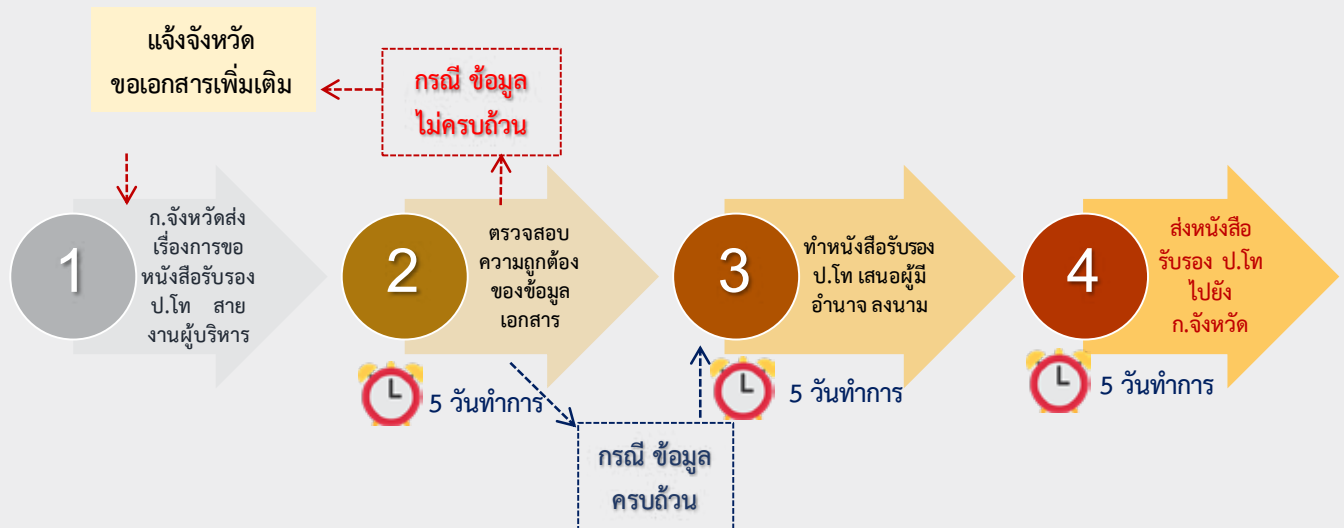 แจ้งจังหวัด
ขอเอกสารเพิ่มเติม
กรณี ข้อมูล
ไม่ครบถ้วน
1
ก.จังหวัดส่ง
เรื่องการขอ
หนังสือรับรอง
ป.โท สาย
งานผู้บริหาร
2
ตรวจสอบ
ความถูกต้อง
ของข้อมูล
เอกสาร
5 วันทำการ
กรณี ข้อมูล
ครบถ้วน
3
ทำหนังสือรับรอง
ป.โท เสนอผู้มี
อำนาจ ลงนาม
5 วันทำการ
4
ส่งหนังสือ
รับรอง ป.โท
ไปยัง
ก.จังหวัด
5 วันทำการ